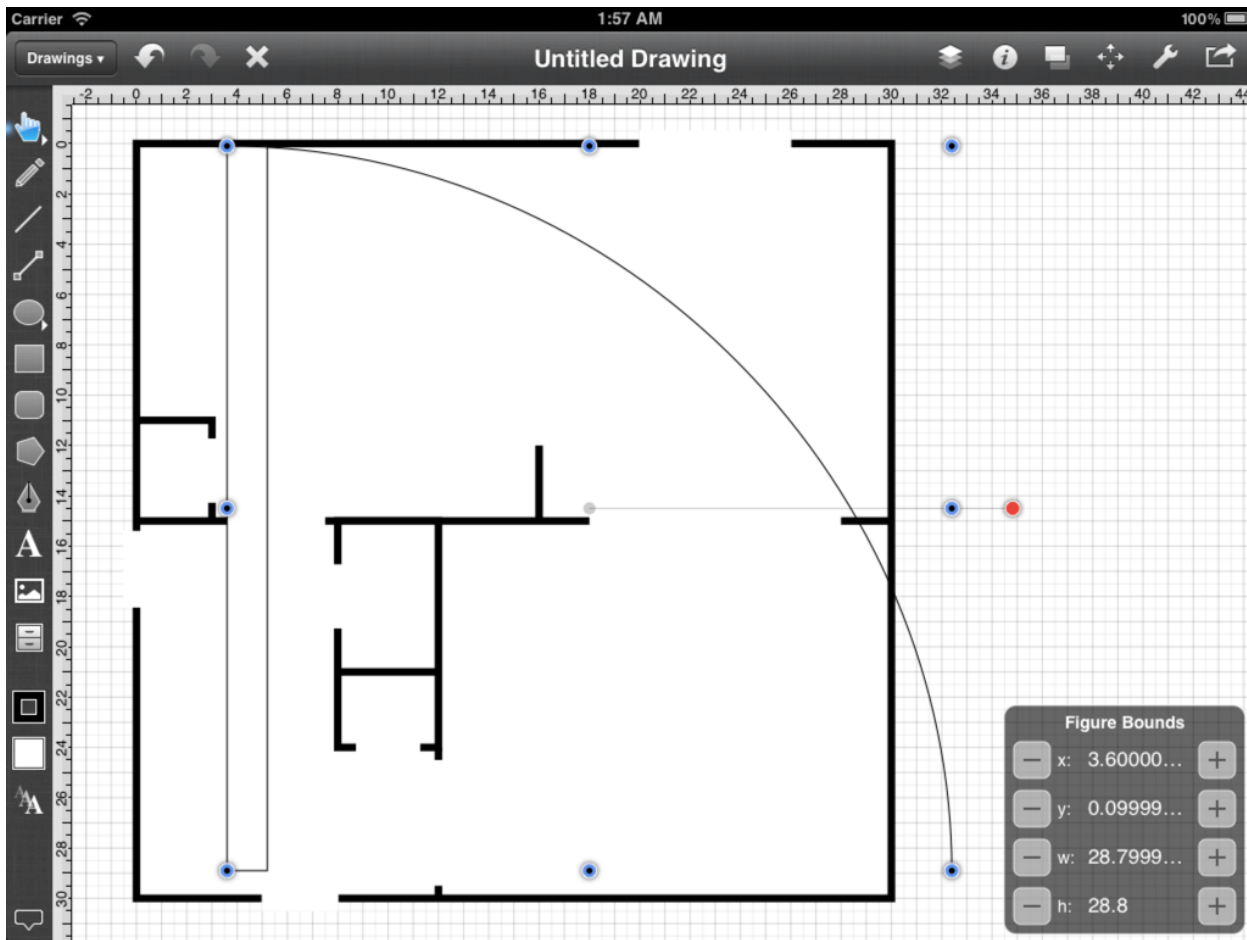 Carrier 1:57 AM 100%
Drawings ▾ Untitled Drawing
-2 0 2 4 6 8 10 12 14 16 18 20 22 24 26 28 30 32 34 36 38 40 42 44
0
2
4
6
8
10
12
14
16
18
20
22
24
26
28
30
A
AAA
Figure Bounds
x: 3.60000...
y: 0.09999...
w: 28.7999...
h: 28.8